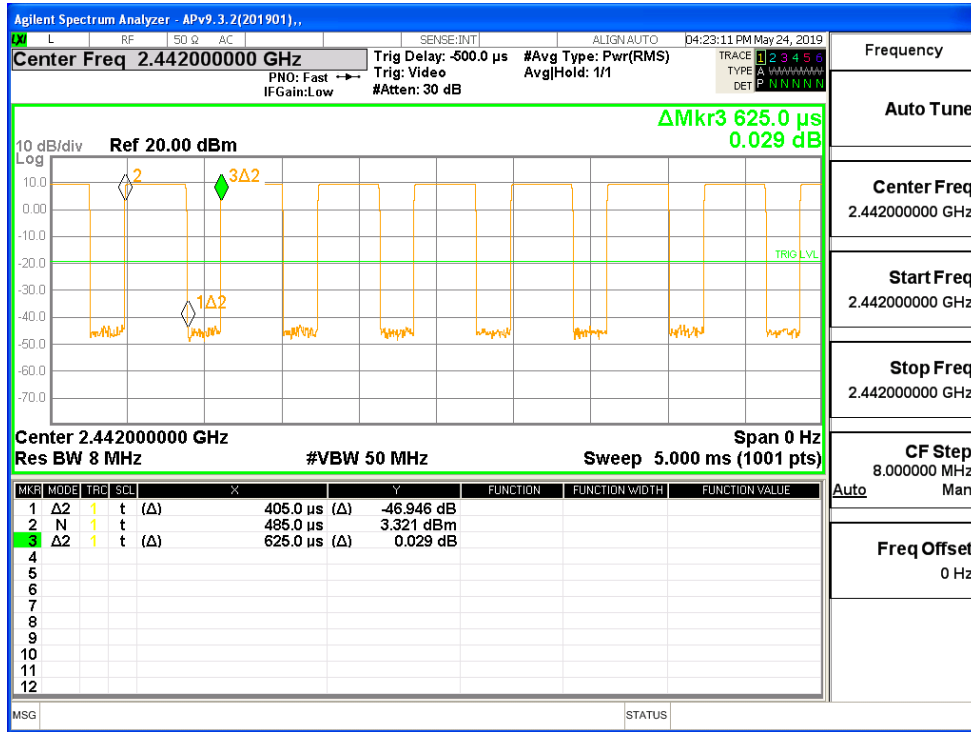 Agilent Spectrum Analyzer - APv9.3.2(201901),,
LXI L RF 50 Ω AC SENSE:INT ALIGN AUTO 04:23:11 PM May 24, 2019
Center Freq 2.442000000 GHz
PNO: Fast
IFGain:Low
Trig Delay: -500.0 µs
Trig: Video
#Atten: 30 dB
#Avg Type: Pwr(RMS)
Avg|Hold: 1/1
TRACE 1 2 3 4 5 6
TYPE A WWWWW
DET P N N N N N
ΔMkr3 625.0 µs
0.029 dB
10 dB/div Ref 20.00 dBm
Log
10.0
0.00
-10.0
-20.0
-30.0
-40.0
-50.0
-60.0
-70.0
2
3Δ2
1Δ2
TRIG LVL
Center 2.442000000 GHz Span 0 Hz
Res BW 8 MHz #VBW 50 MHz Sweep 5.000 ms (1001 pts)
MKR MODE TRC SCL X Y FUNCTION FUNCTION WIDTH FUNCTION VALUE
1 Δ2 1 t (Δ) 405.0 µs (Δ) -46.946 dB
2 N 1 t 485.0 µs 3.321 dBm
3 Δ2 1 t (Δ) 625.0 µs (Δ) 0.029 dB
4
5
6
7
8
9
10
11
12
MSG STATUS
Frequency
Auto Tune
Center Freq
2.442000000 GHz
Start Freq
2.442000000 GHz
Stop Freq
2.442000000 GHz
CF Step
8.000000 MHz
Auto Man
Freq Offset
0 Hz